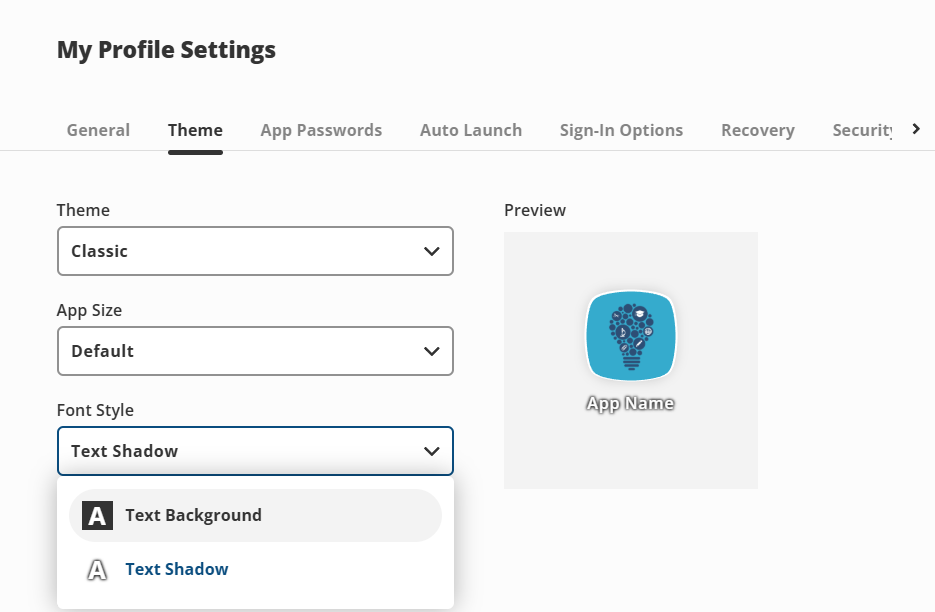 My Profile Settings
General Theme App Passwords Auto Launch Sign-In Options Recovery Security
Theme
Classic
App Size
Default
Font Style
Text Shadow
A Text Background
A Text Shadow
Preview
App Name